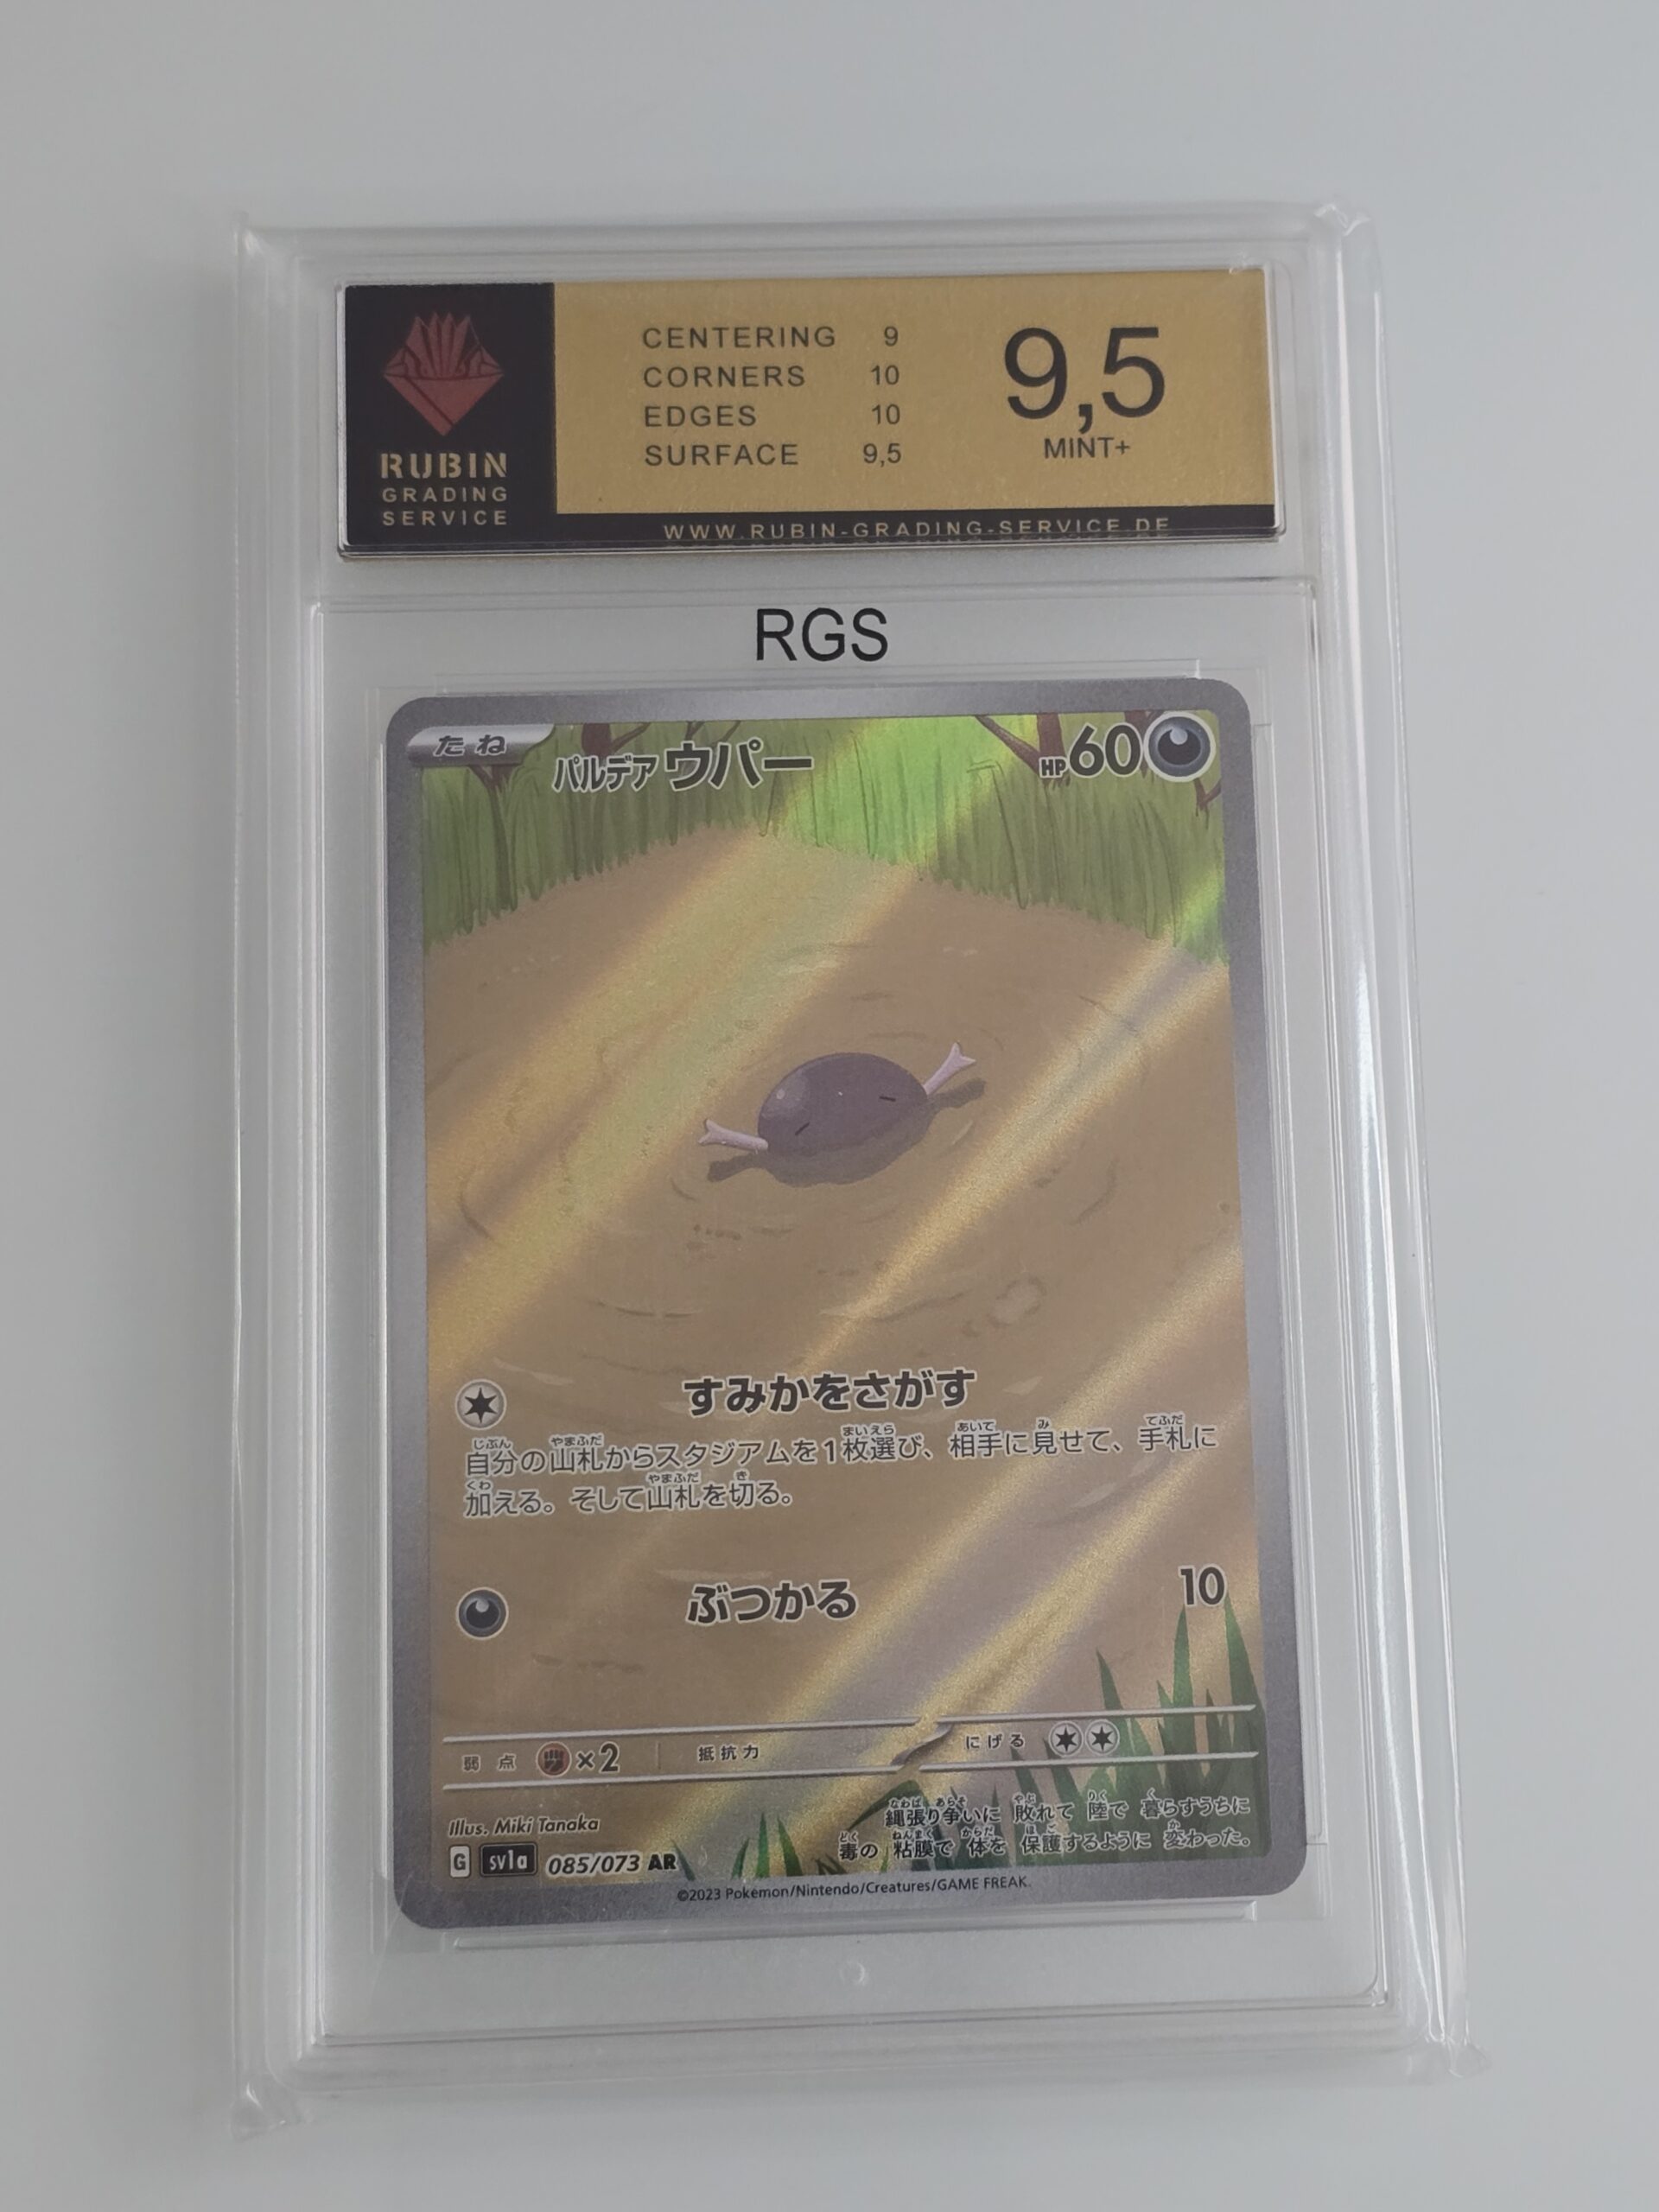 RUBIN
GRADING
SERVICE
CENTERING 9
CORNERS 10
EDGES 10
SURFACE 9,5
9,5
MINT+
WWW.RUBIN-GRADING-SERVICE.DE
RGS
たね
パルデア ウパー
HP60
すみかをさがす
自分の山札からスタジアムを1枚選び、相手に見せて、手札に
加える。そして山札を切る。
ぶつかる 10
弱点 ×2 抵抗力 にげる
Illus. Miki Tanaka
縄張り争いに 敗れて 陸で 暮らすうちに
毒の 粘膜で 体を 保護するように 変わった。
G sv1a 085/073 AR
©2023 Pokémon/Nintendo/Creatures/GAME FREAK.